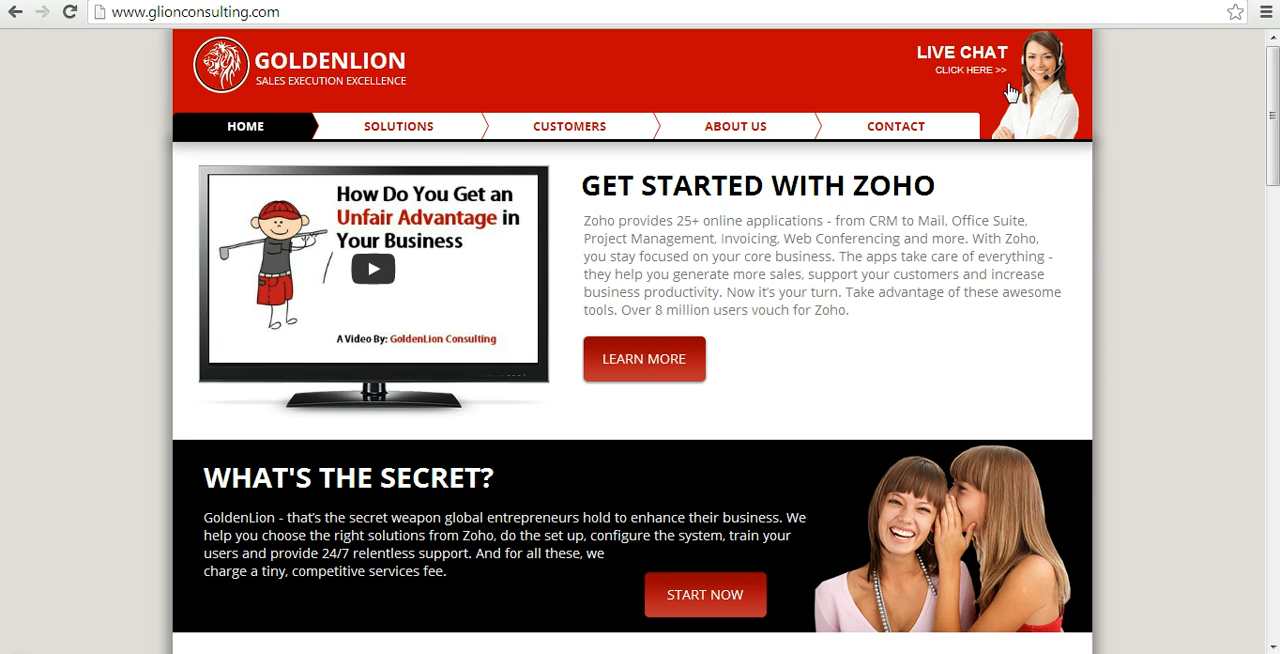 www.glionconsulting.com
GOLDENLION
SALES EXECUTION EXCELLENCE
LIVE CHAT
CLICK HERE >>
HOME
SOLUTIONS
CUSTOMERS
ABOUT US
CONTACT
How Do You Get an
Unfair Advantage in
Your Business
A Video By: GoldenLion Consulting
GET STARTED WITH ZOHO
Zoho provides 25+ online applications - from CRM to Mail, Office Suite,
Project Management, Invoicing, Web Conferencing and more. With Zoho,
you stay focused on your core business. The apps take care of everything -
they help you generate more sales, support your customers and increase
business productivity. Now it's your turn. Take advantage of these awesome
tools. Over 8 million users vouch for Zoho.
LEARN MORE
WHAT'S THE SECRET?
GoldenLion - that's the secret weapon global entrepreneurs hold to enhance their business. We
help you choose the right solutions from Zoho, do the set up, configure the system, train your
users and provide 24/7 relentless support. And for all these, we
charge a tiny, competitive services fee.
START NOW